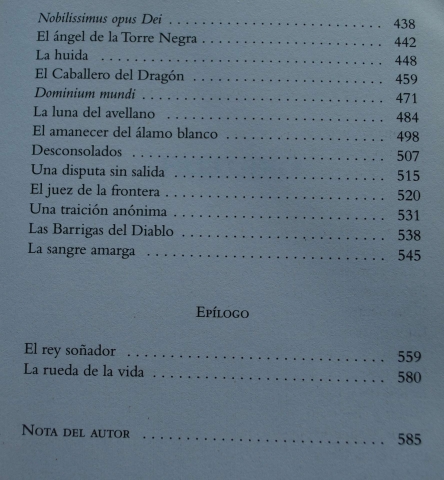 Nobilissimus opus Dei . . . . . . . . . . . . . . . . . . . . . . . . . . 438
El ángel de la Torre Negra . . . . . . . . . . . . . . . . . . . . . . . 442
La huida . . . . . . . . . . . . . . . . . . . . . . . . . . . . . . . . . . . 448
El Caballero del Dragón . . . . . . . . . . . . . . . . . . . . . . . . 459
Dominium mundi . . . . . . . . . . . . . . . . . . . . . . . . . . . . . 471
La luna del avellano . . . . . . . . . . . . . . . . . . . . . . . . . . . 484
El amanecer del álamo blanco . . . . . . . . . . . . . . . . . . . . 498
Desconsolados . . . . . . . . . . . . . . . . . . . . . . . . . . . . . . . 507
Una disputa sin salida . . . . . . . . . . . . . . . . . . . . . . . . . . 515
El juez de la frontera . . . . . . . . . . . . . . . . . . . . . . . . . . . 520
Una traición anónima . . . . . . . . . . . . . . . . . . . . . . . . . . 531
Las Barrigas del Diablo . . . . . . . . . . . . . . . . . . . . . . . . . 538
La sangre amarga . . . . . . . . . . . . . . . . . . . . . . . . . . . . . 545
EPÍLOGO
El rey soñador . . . . . . . . . . . . . . . . . . . . . . . . . . . . . . . 559
La rueda de la vida . . . . . . . . . . . . . . . . . . . . . . . . . . . . 580
NOTA DEL AUTOR . . . . . . . . . . . . . . . . . . . . . . . . . . . . 585